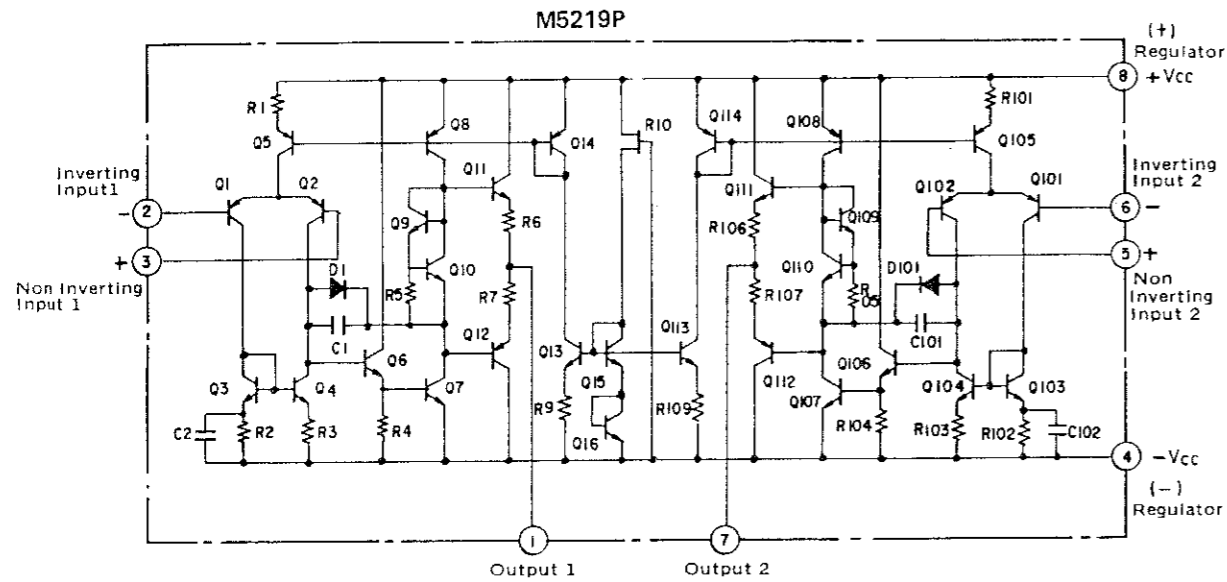 M5219P
(+)
Regulator
8 +Vcc
R1
Q5
Q8
Q11
Q14
R10
Q114
Q108
R101
Q105
Inverting
Input1
- 2
Q1
Q2
Q9
R6
Q111
R106
Q109
Q102
Q101
Inverting
Input 2
6 -
+ 3
Non Inverting
Input 1
D1
R5
Q10
R7
Q110
R107
R
05
D101
5 +
Non
Inverting
Input 2
C1
Q12
Q13
Q113
C101
Q3
Q4
Q6
Q7
Q15
Q112
Q106
Q107
Q104
Q103
C2
R2
R3
R4
R9
Q16
R109
R104
R103
R102
C102
4 -Vcc
(-)
Regulator
1
7
Output 1
Output 2